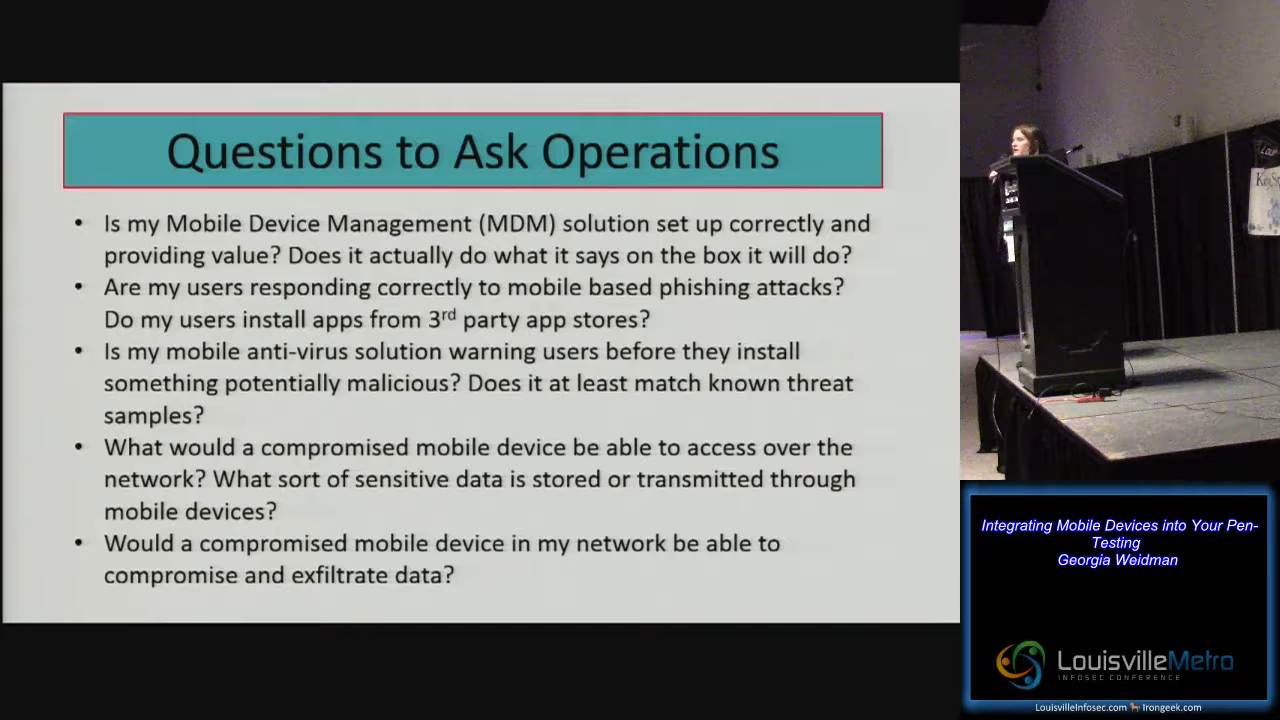 Questions to Ask Operations
• Is my Mobile Device Management (MDM) solution set up correctly and
providing value? Does it actually do what it says on the box it will do?
• Are my users responding correctly to mobile based phishing attacks?
Do my users install apps from 3rd party app stores?
• Is my mobile anti-virus solution warning users before they install
something potentially malicious? Does it at least match known threat
samples?
• What would a compromised mobile device be able to access over the
network? What sort of sensitive data is stored or transmitted through
mobile devices?
• Would a compromised mobile device in my network be able to
compromise and exfiltrate data?
Integrating Mobile Devices into Your Pen-
Testing
Georgia Weidman
LouisvilleMetro
INFOSEC CONFERENCE
LouisvilleInfosec.com Irongeek.com